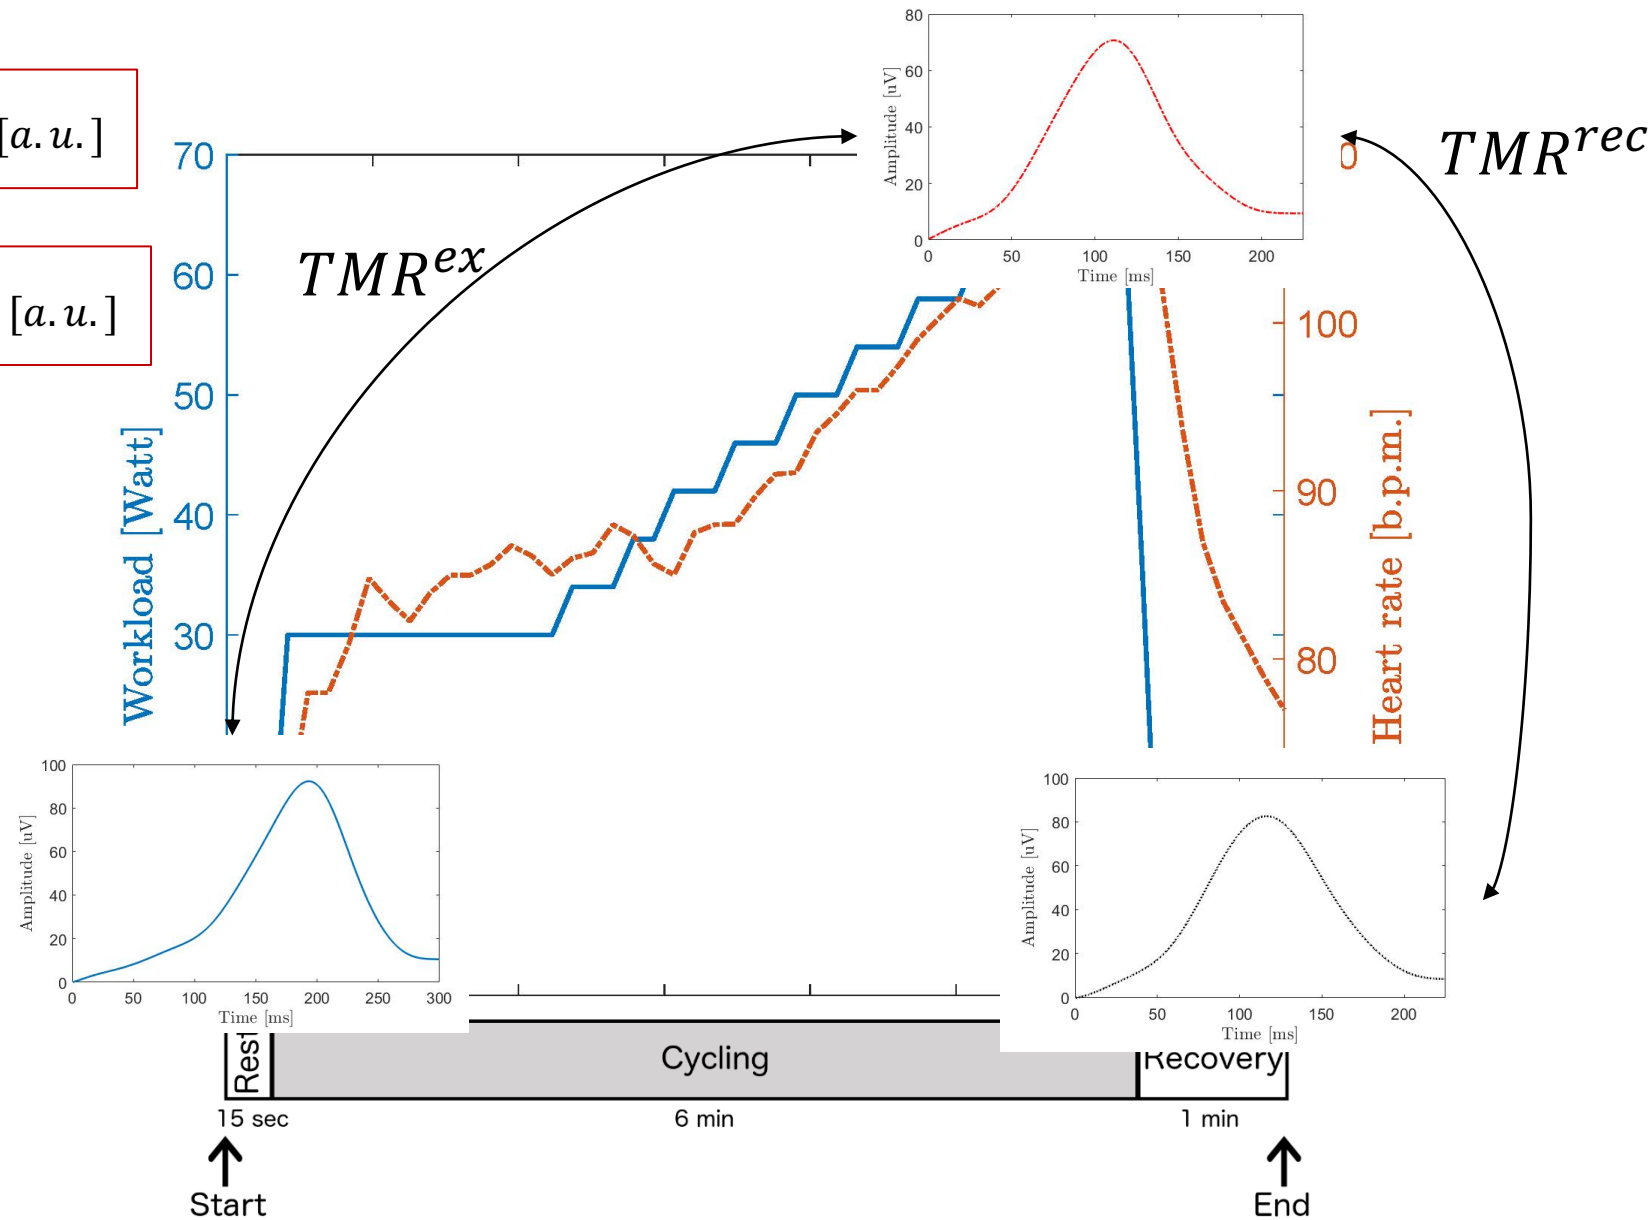 [a.u.]
[a.u.]
TMR^ex
TMR^rec
80
60
40
20
0
Amplitude [uV]
0 50 100 150 200
Time [ms]
70
60
50
40
30
Workload [Watt]
0
100
90
80
Heart rate [b.p.m.]
100
80
60
40
20
0
Amplitude [uV]
0 50 100 150 200 250 300
Time [ms]
100
80
60
40
20
0
Amplitude [uV]
0 50 100 150 200
Time [ms]
Rest
Cycling
Recovery
15 sec
6 min
1 min
Start
End